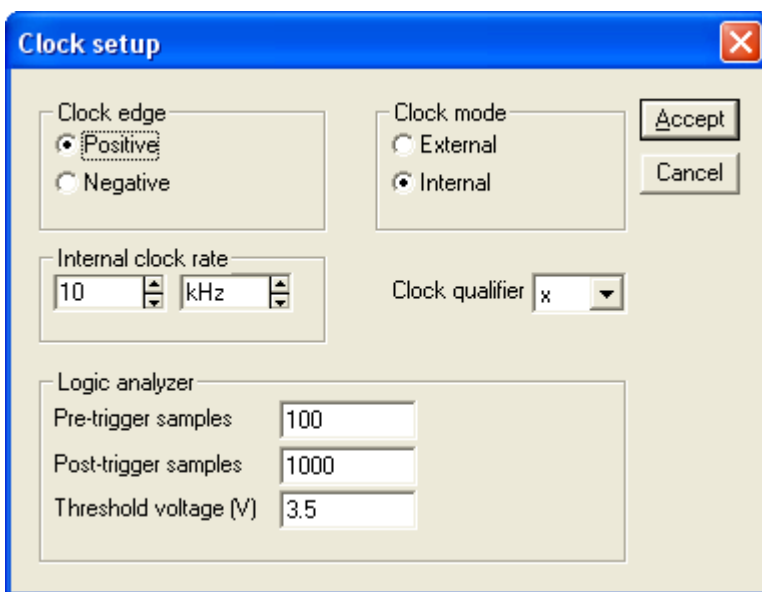 Clock setup
Clock edge
Positive
Negative
Clock mode
External
Internal
Accept
Cancel
Internal clock rate
10 kHz
Clock qualifier x
Logic analyzer
Pre-trigger samples 100
Post-trigger samples 1000
Threshold voltage (V) 3.5